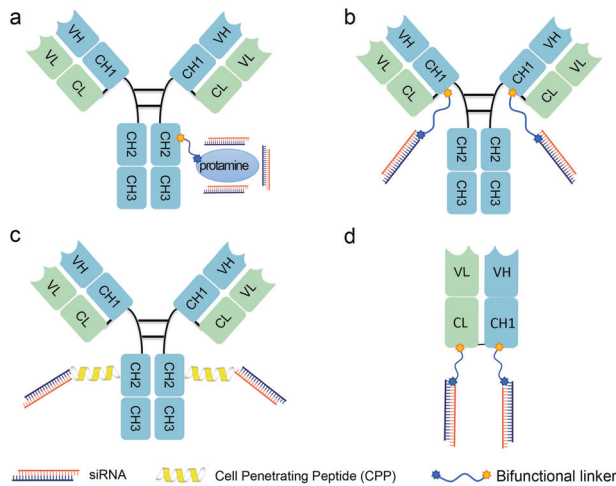 a
VH
VL
CH1
CL
VH
VL
CH1
CL
CH2
CH2
CH3
CH3
protamine
b
VH
VL
CH1
CL
VH
VL
CH1
CL
CH2
CH2
CH3
CH3
c
VH
VL
CH1
CL
VH
VL
CH1
CL
CH2
CH2
CH3
CH3
d
VL
VH
CL
CH1
siRNA
Cell Penetrating Peptide (CPP)
Bifunctional linker